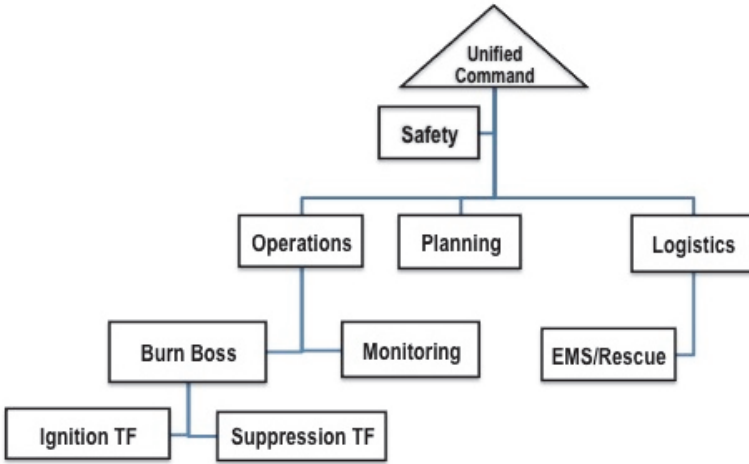 Unified
Command
Safety
Operations
Planning
Logistics
Burn Boss
Monitoring
EMS/Rescue
Ignition TF
Suppression TF